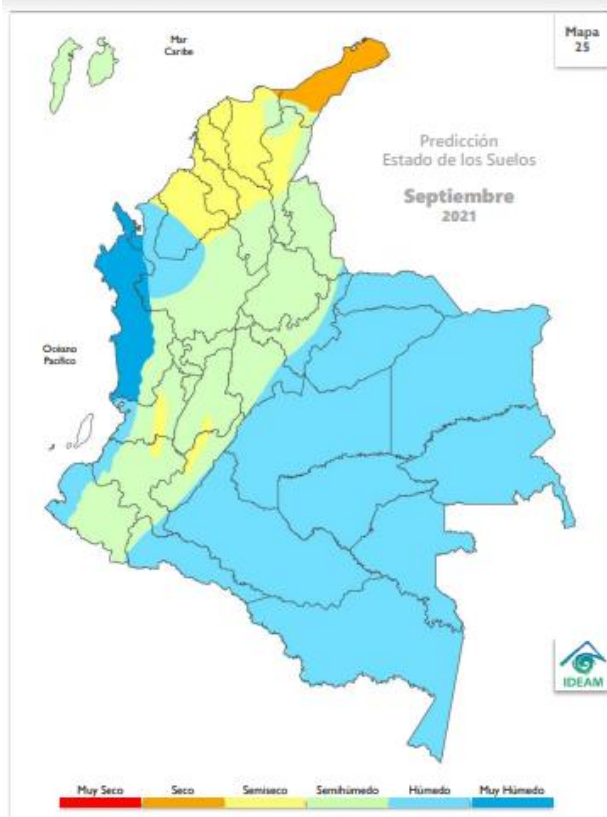 Mar
Caribe
Mapa
25
Predicción
Estado de los Suelos
Septiembre
2021
Océano
Pacífico
IDEAM
Muy Seco
Seco
Semiseco
Semihúmedo
Húmedo
Muy Húmedo